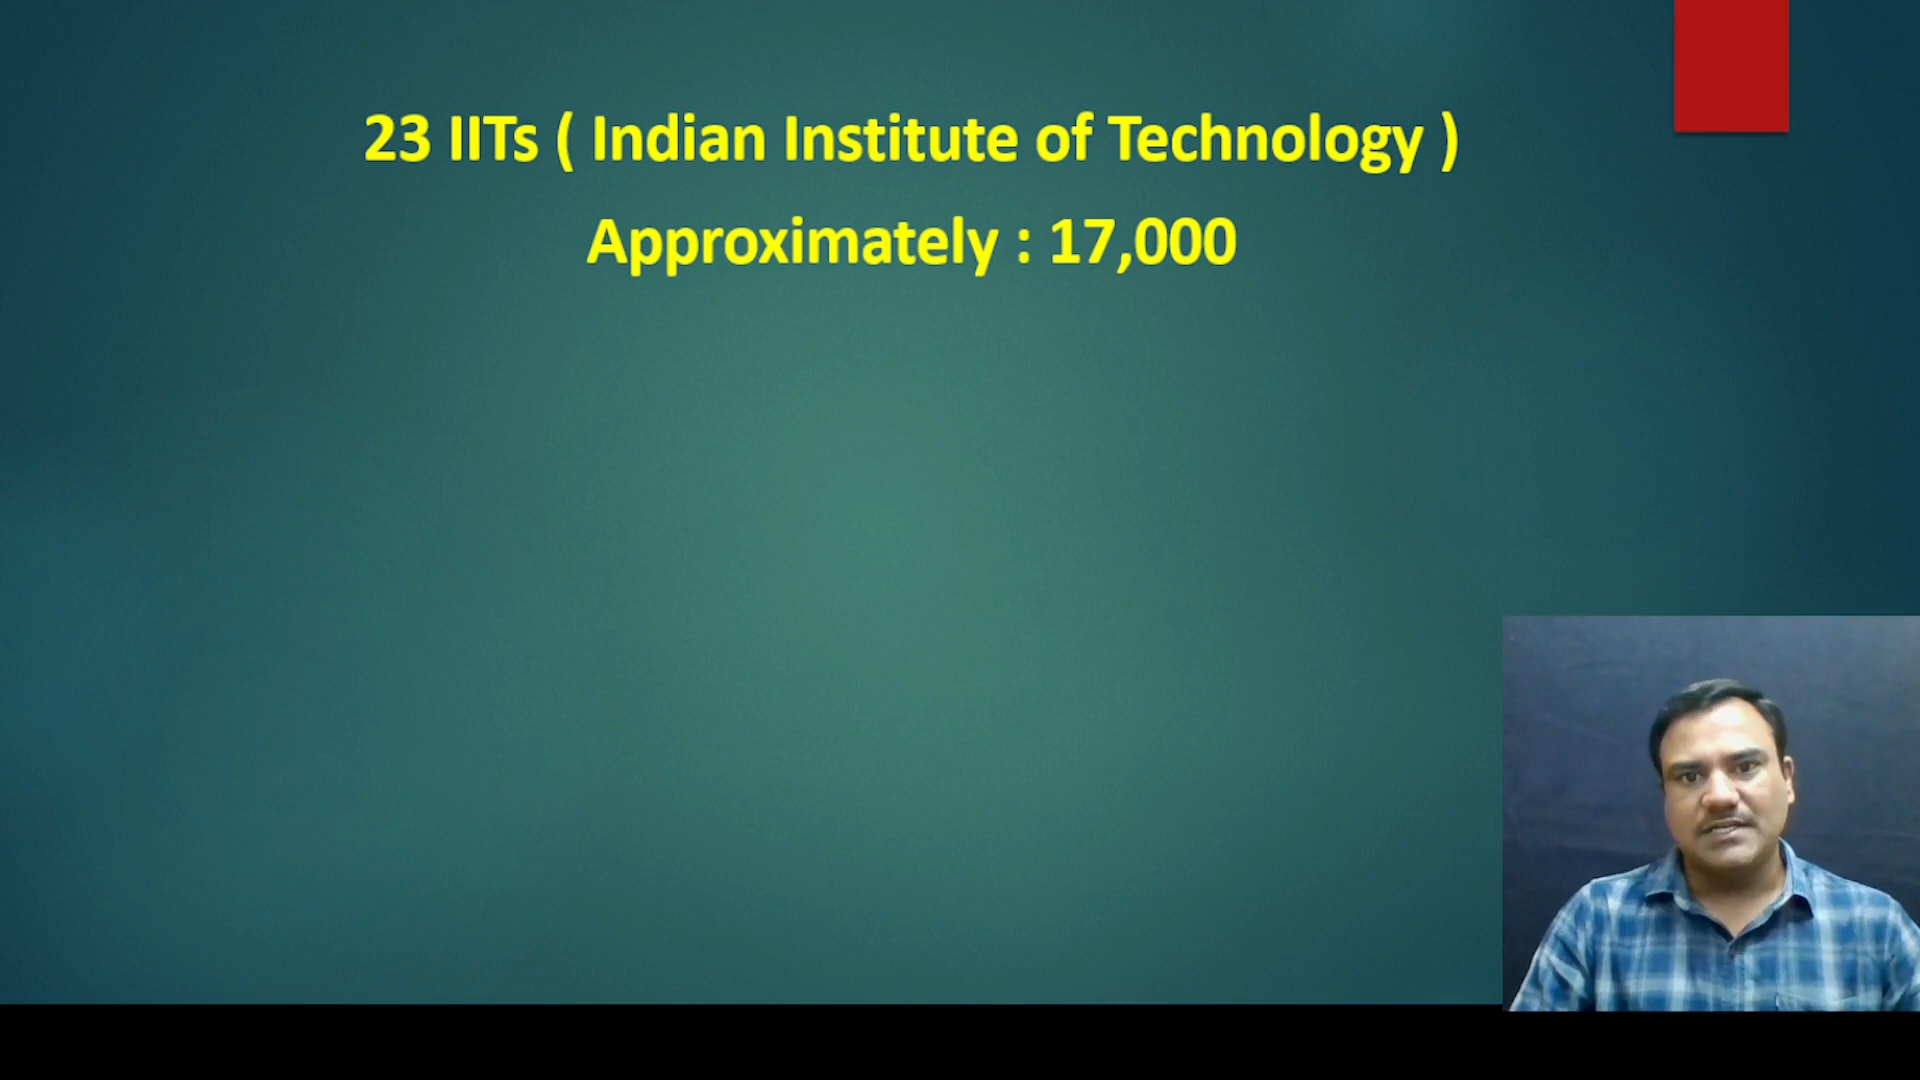 23 IITs ( Indian Institute of Technology )
Approximately : 17,000